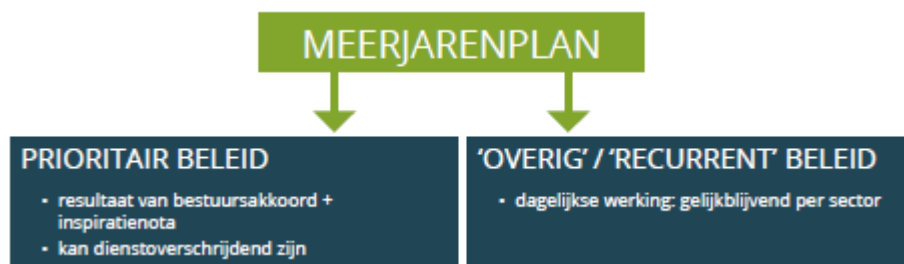 MEERJARENPLAN
PRIORITAIR BELEID
• resultaat van bestuursakkoord +
inspiratienota
• kan dienstoverschrijdend zijn
‘OVERIG’ / ‘RECURRENT’ BELEID
• dagelijkse werking: gelijkblijvend per sector